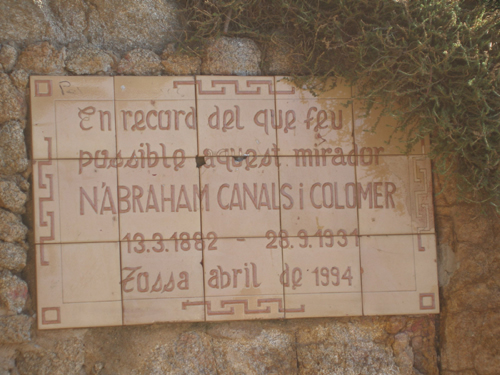 En record del que feu
possible aquest mirador
N'ABRAHAM CANALS i COLOMER
13.3.1882 - 28.9.1931
Tossa abril de 1994